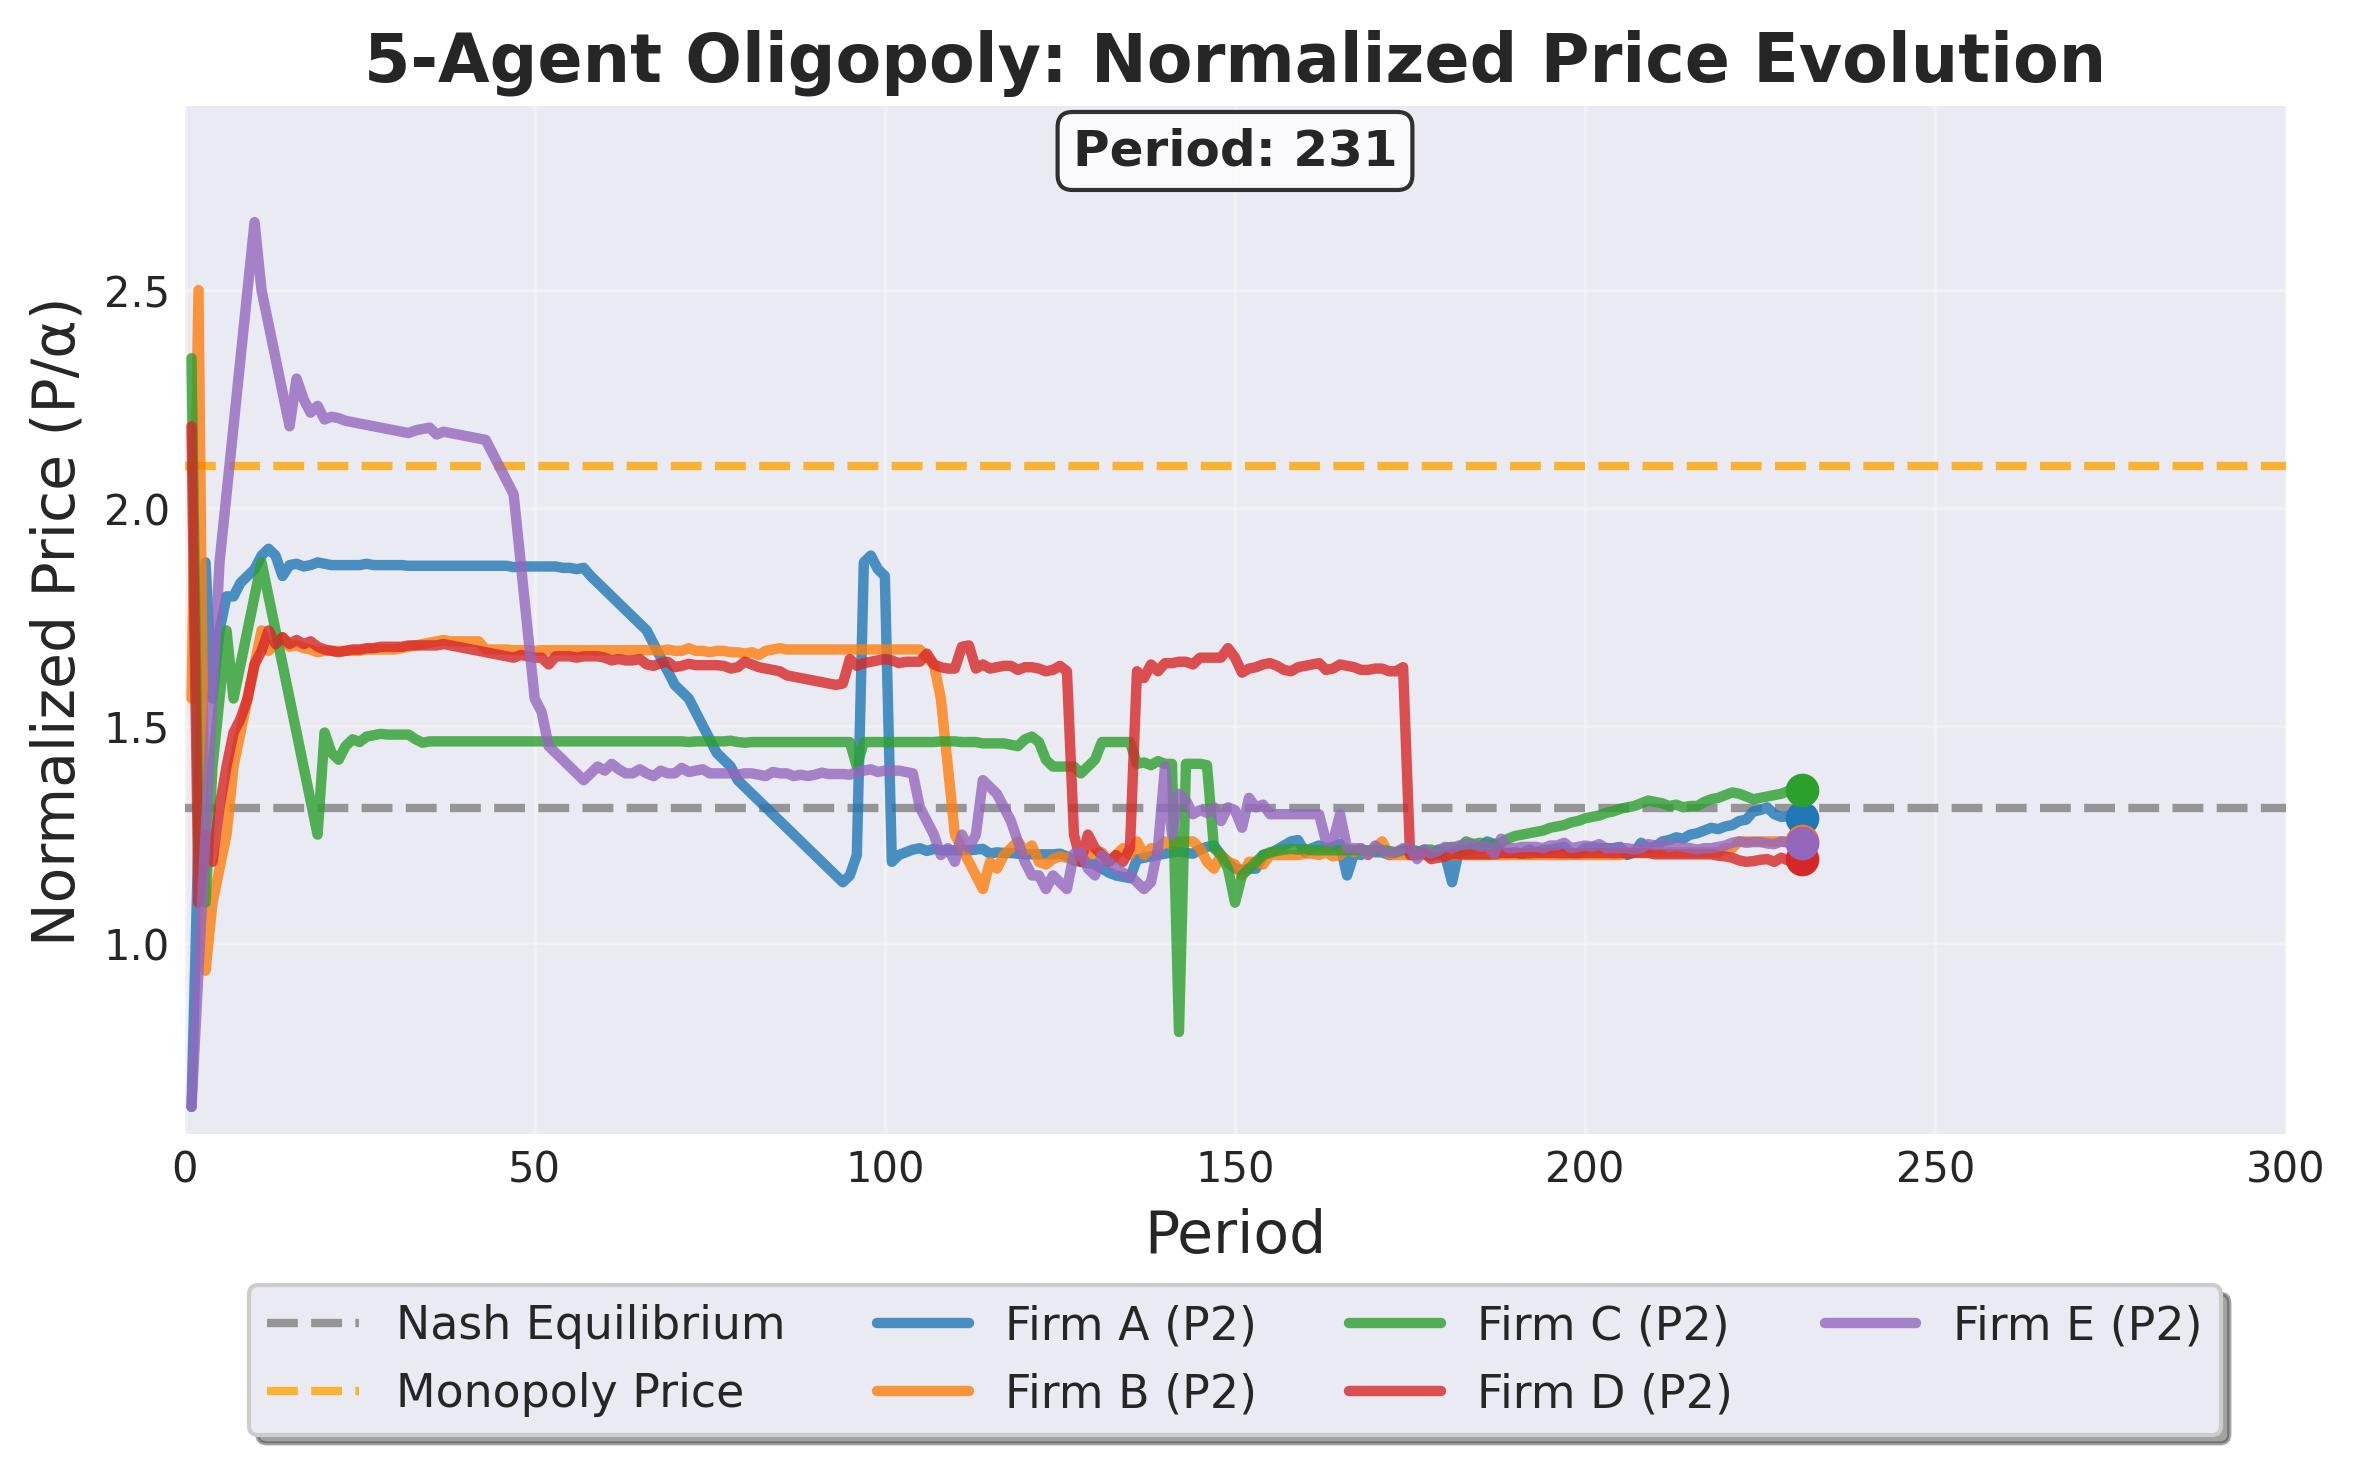 5-Agent Oligopoly: Normalized Price Evolution
Period: 231
Normalized Price (P/α)
2.5
2.0
1.5
1.0
0 50 100 150 200 250 300
Period
Nash Equilibrium Firm A (P2) Firm C (P2) Firm E (P2)
Monopoly Price Firm B (P2) Firm D (P2)